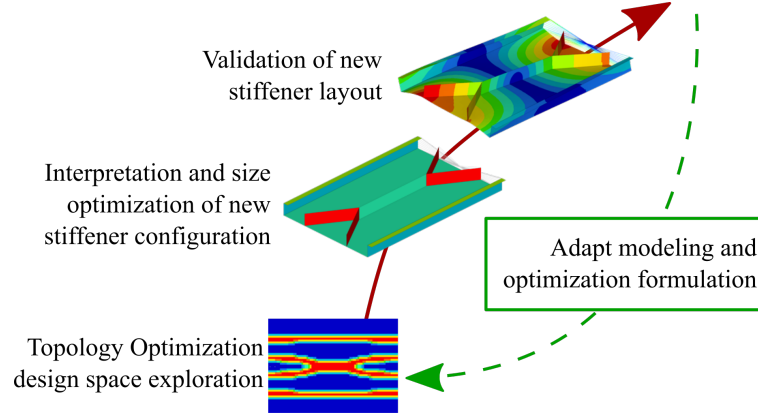 Validation of new
stiffener layout
Interpretation and size
optimization of new
stiffener configuration
Adapt modeling and
optimization formulation
Topology Optimization
design space exploration